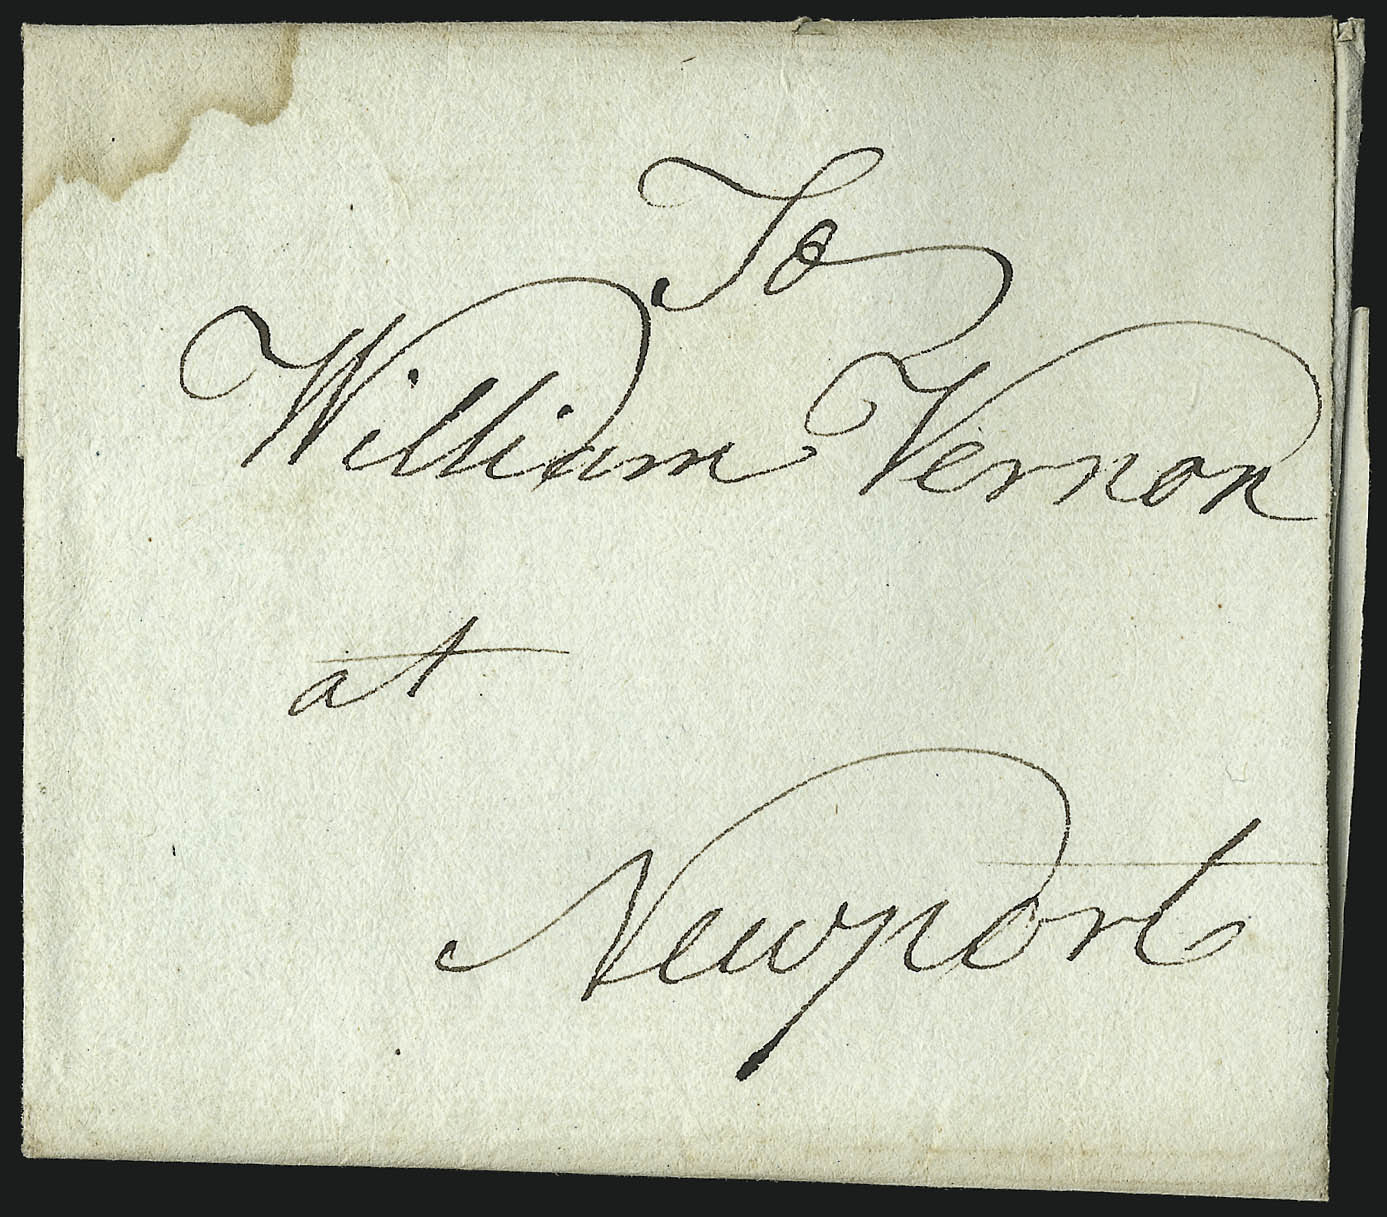 To
William Vernon
at
Newport